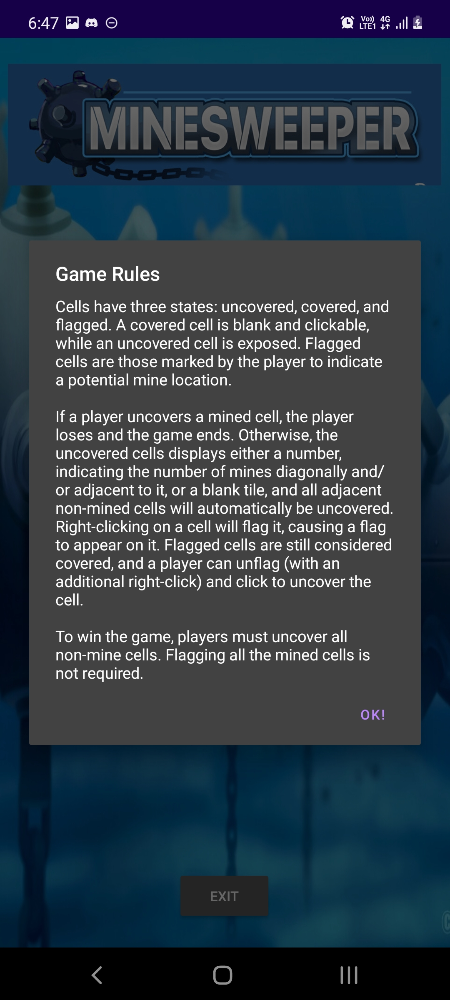 6:47
Vo)) 4G
LTE1
MINESWEEPER
Game Rules
Cells have three states: uncovered, covered, and
flagged. A covered cell is blank and clickable,
while an uncovered cell is exposed. Flagged
cells are those marked by the player to indicate
a potential mine location.
If a player uncovers a mined cell, the player
loses and the game ends. Otherwise, the
uncovered cells displays either a number,
indicating the number of mines diagonally and/
or adjacent to it, or a blank tile, and all adjacent
non-mined cells will automatically be uncovered.
Right-clicking on a cell will flag it, causing a flag
to appear on it. Flagged cells are still considered
covered, and a player can unflag (with an
additional right-click) and click to uncover the
cell.
To win the game, players must uncover all
non-mine cells. Flagging all the mined cells is
not required.
OK!
EXIT